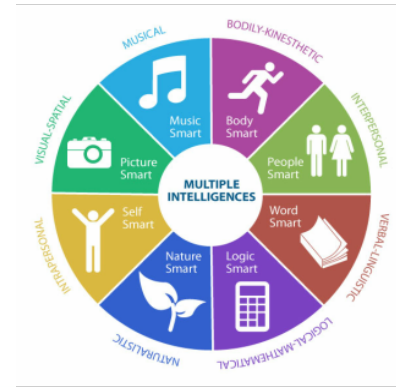 MUSICAL
BODILY-KINESTHETIC
INTERPERSONAL
VERBAL-LINGUISTIC
LOGICAL-MATHEMATICAL
NATURALISTIC
INTRAPERSONAL
VISUAL-SPATIAL
Music
Smart
Body
Smart
People
Smart
Word
Smart
Logic
Smart
Nature
Smart
Self
Smart
Picture
Smart
MULTIPLE
INTELLIGENCES